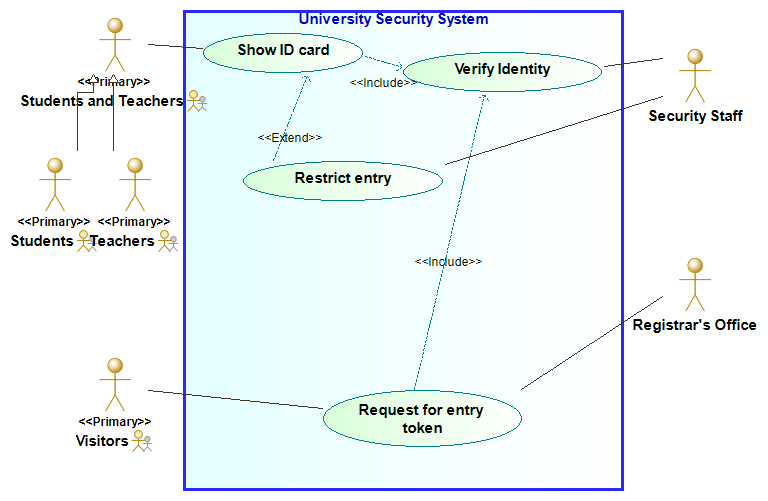 University Security System
Show ID card
Verify Identity
<<Primary>>
Students and Teachers
<<Include>>
Security Staff
<<Extend>>
Restrict entry
<<Primary>>
Students
<<Primary>>
Teachers
<<Include>>
Registrar's Office
Request for entry
token
<<Primary>>
Visitors